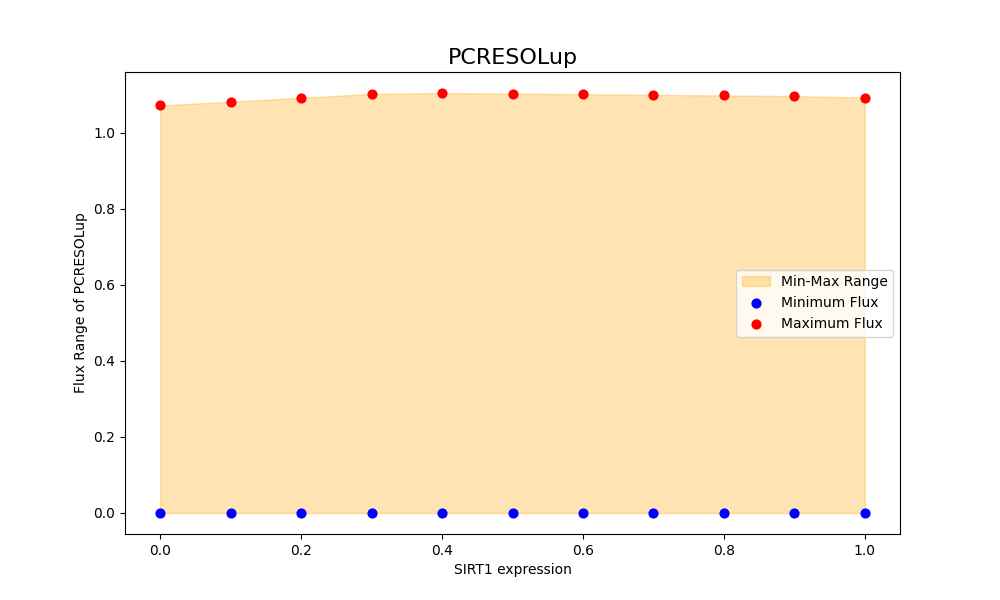 PCRESOLup
Flux Range of PCRESOLup
1.0
0.8
0.6
0.4
0.2
0.0
Min-Max Range
Minimum Flux
Maximum Flux
0.0 0.2 0.4 0.6 0.8 1.0
SIRT1 expression